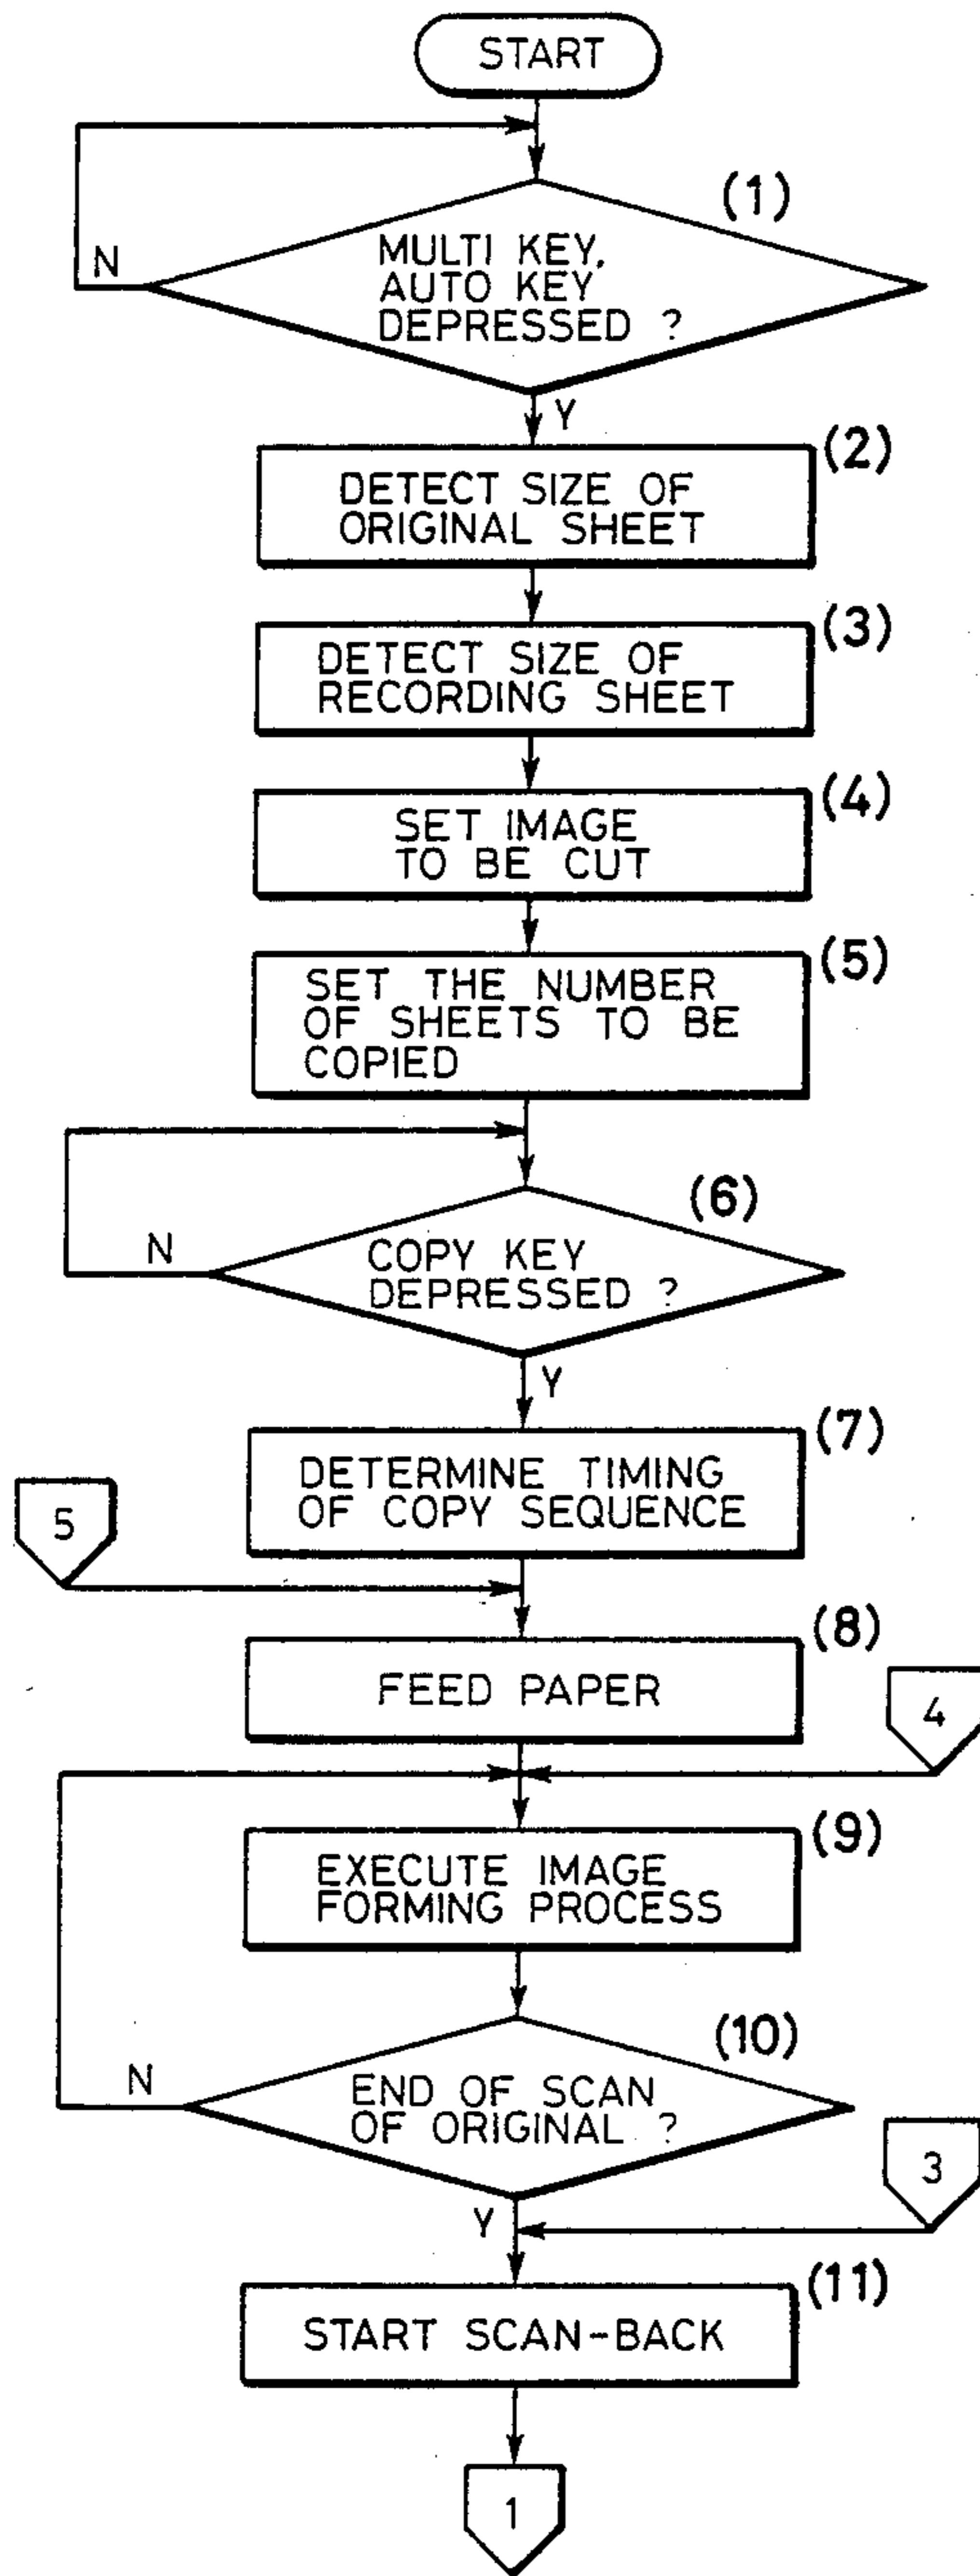 START
(1)
MULTI KEY,
AUTO KEY
DEPRESSED ?
N
Y
(2)
DETECT SIZE OF
ORIGINAL SHEET
(3)
DETECT SIZE OF
RECORDING SHEET
(4)
SET IMAGE
TO BE CUT
(5)
SET THE NUMBER
OF SHEETS TO BE
COPIED
(6)
N
COPY KEY
DEPRESSED ?
Y
(7)
DETERMINE TIMING
OF COPY SEQUENCE
5
(8)
FEED PAPER
4
(9)
EXECUTE IMAGE
FORMING PROCESS
(10)
N
END OF SCAN
OF ORIGINAL ?
3
Y
(11)
START SCAN-BACK
1